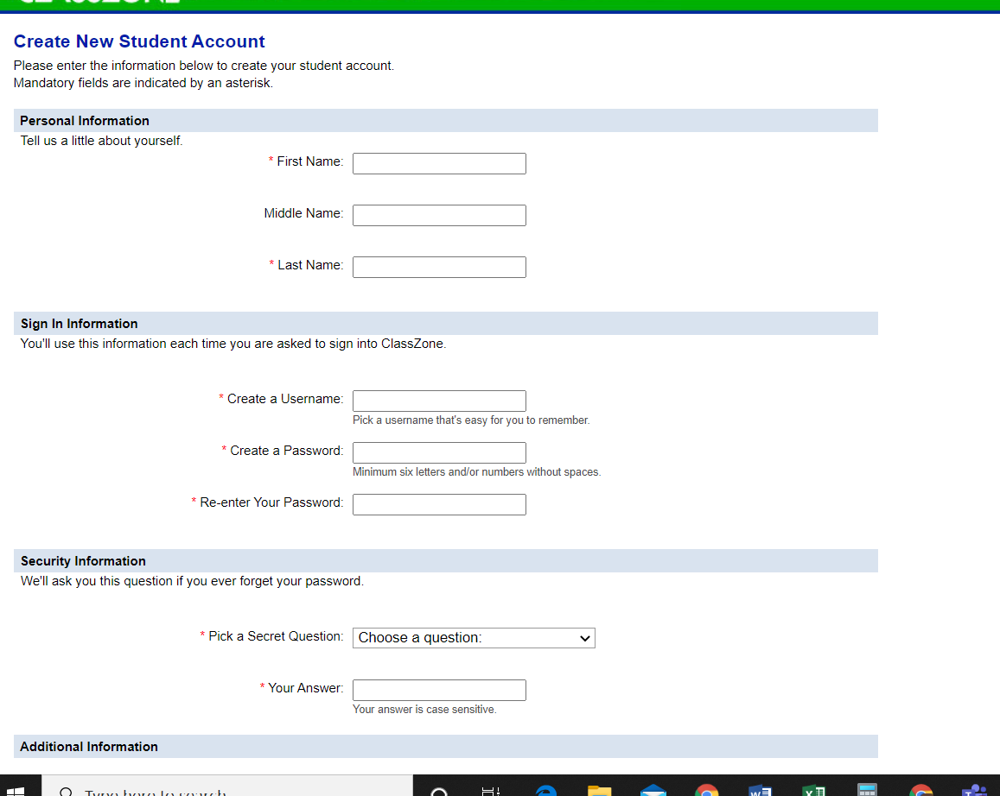 Create New Student Account
Please enter the information below to create your student account.
Mandatory fields are indicated by an asterisk.
Personal Information
Tell us a little about yourself.
* First Name:
Middle Name:
* Last Name:
Sign In Information
You'll use this information each time you are asked to sign into ClassZone.
* Create a Username:
Pick a username that's easy for you to remember.
* Create a Password:
Minimum six letters and/or numbers without spaces.
* Re-enter Your Password:
Security Information
We'll ask you this question if you ever forget your password.
* Pick a Secret Question: Choose a question:
* Your Answer:
Your answer is case sensitive.
Additional Information
Type here to search